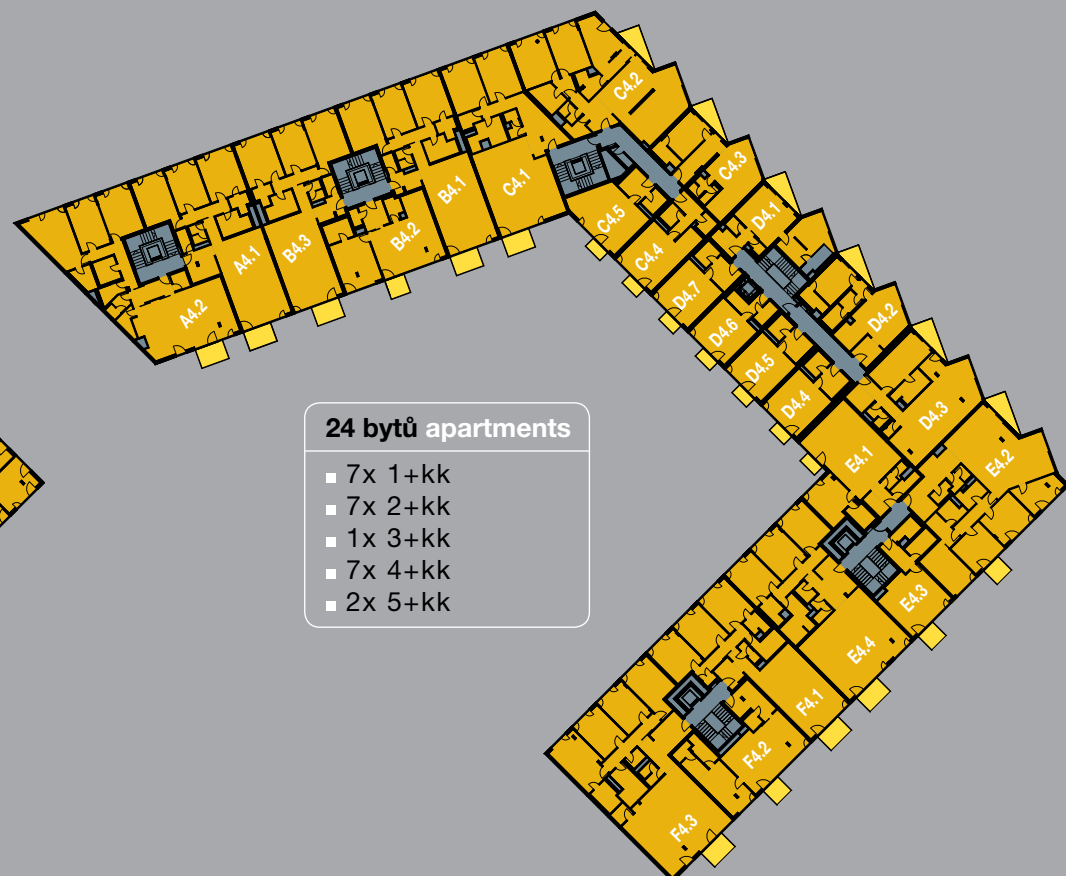 C4.2
C4.3
D4.1
B4.1
C4.1
C4.5
B4.3
B4.2
A4.1
C4.4
D4.7
A4.2
D4.6
D4.2
D4.5
D4.4
D4.3
E4.1
E4.2
24 bytů apartments
7x 1+kk
7x 2+kk
1x 3+kk
7x 4+kk
2x 5+kk
E4.3
E4.4
F4.1
F4.2
F4.3